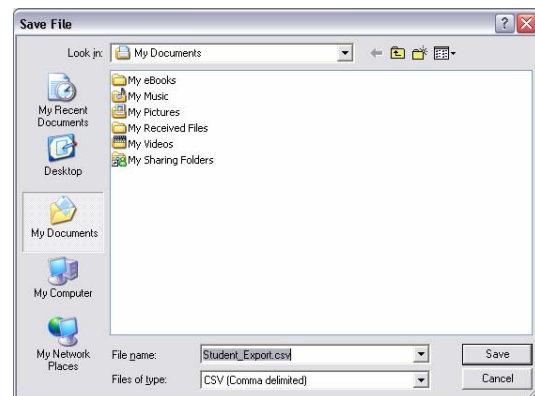 Save File
Look in:
My Documents
My Recent
Documents
Desktop
My Documents
My Computer
My Network
Places
My eBooks
My Music
My Pictures
My Received Files
My Videos
My Sharing Folders
File name:
Student_Export.csv
Save
Files of type:
CSV (Comma delimited)
Cancel